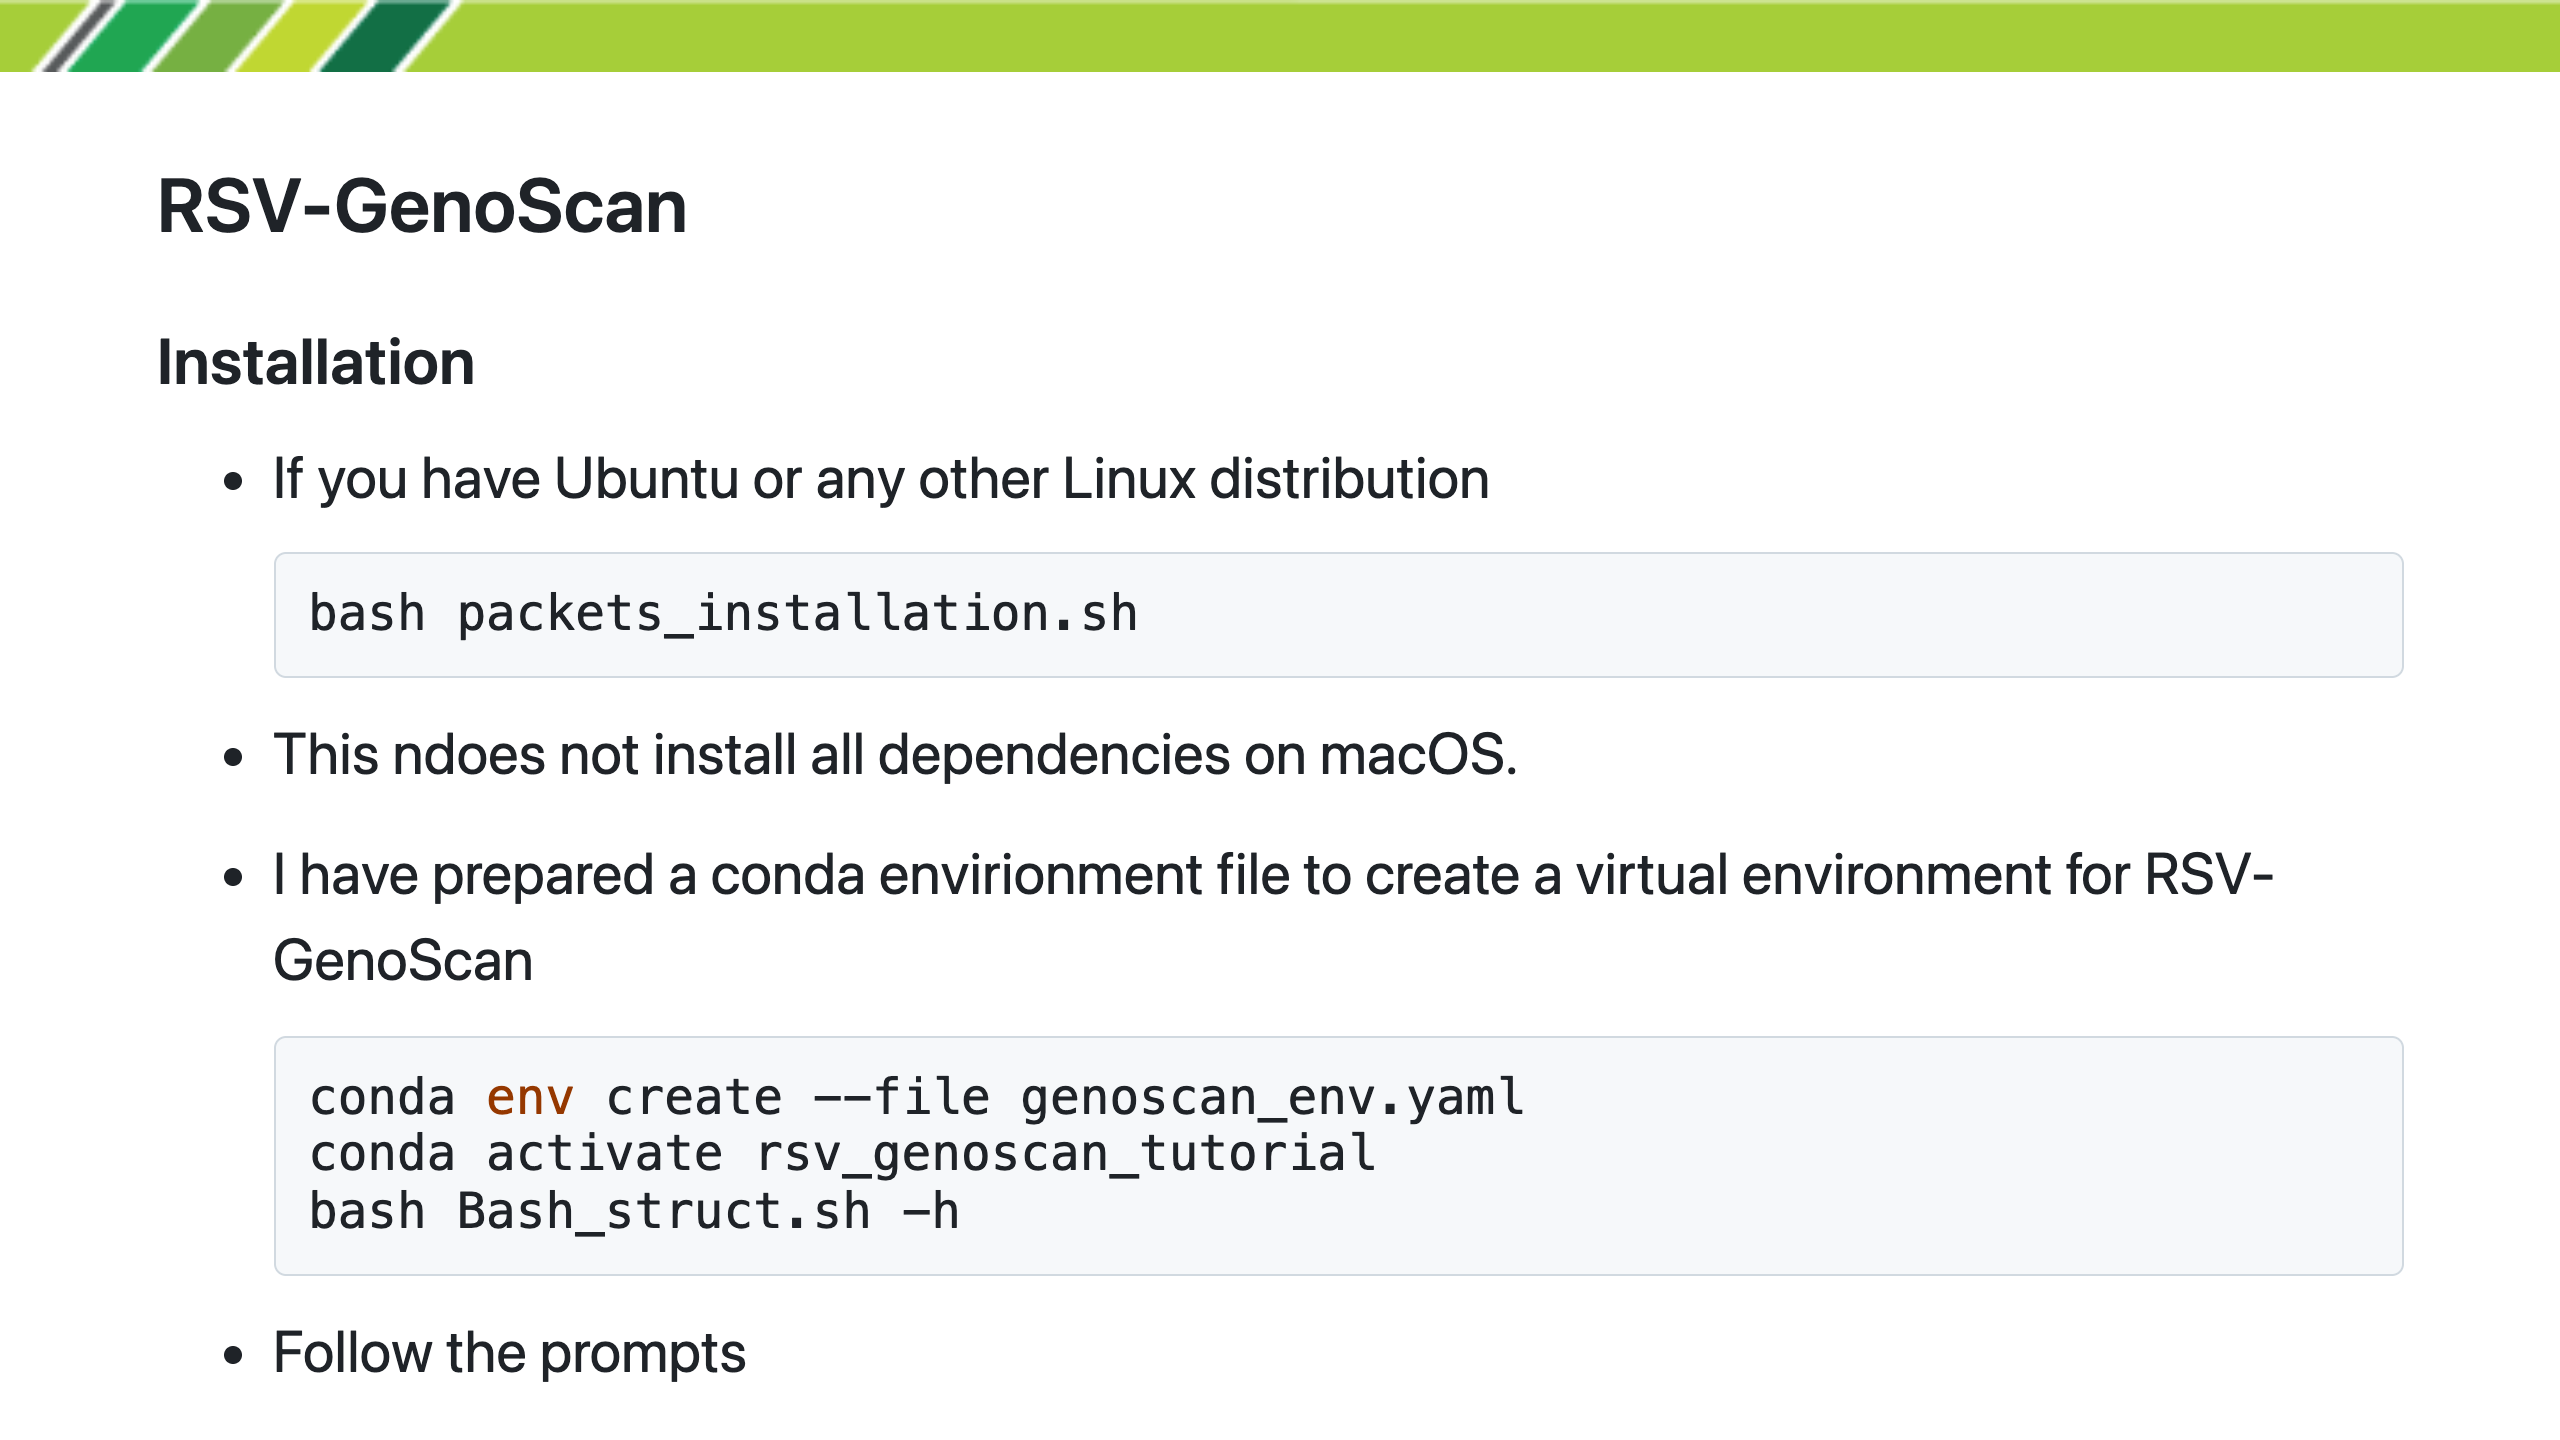 RSV-GenoScan
Installation
• If you have Ubuntu or any other Linux distribution
bash packets_installation.sh
• This ndoes not install all dependencies on macOS.
• I have prepared a conda envirionment file to create a virtual environment for RSV-
GenoScan
conda env create --file genoscan_env.yaml
conda activate rsv_genoscan_tutorial
bash Bash_struct.sh -h
• Follow the prompts